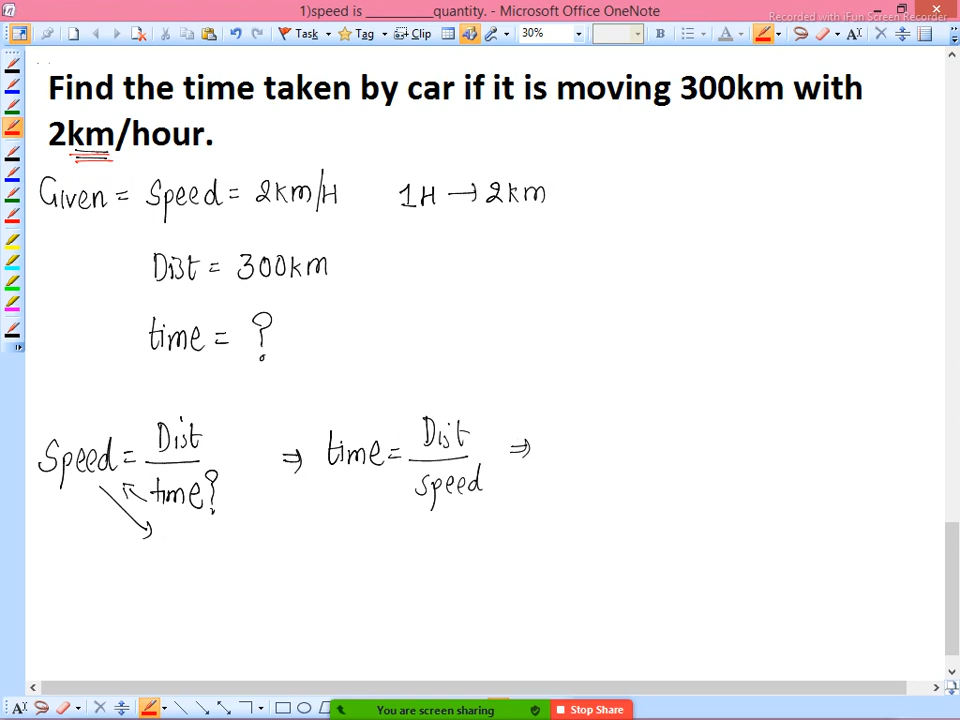 1)speed is _________quantity. - Microsoft Office OneNote
Recorded with iFun Screen Recorder
Task Tag Clip 30% B A
Find the time taken by car if it is moving 300km with
2km/hour.
Given = Speed = 2km/H 1H → 2km
Dist = 300km
time = ?
Speed = Dist / time? ⇒ time = Dist / speed ⇒
You are screen sharing Stop Share